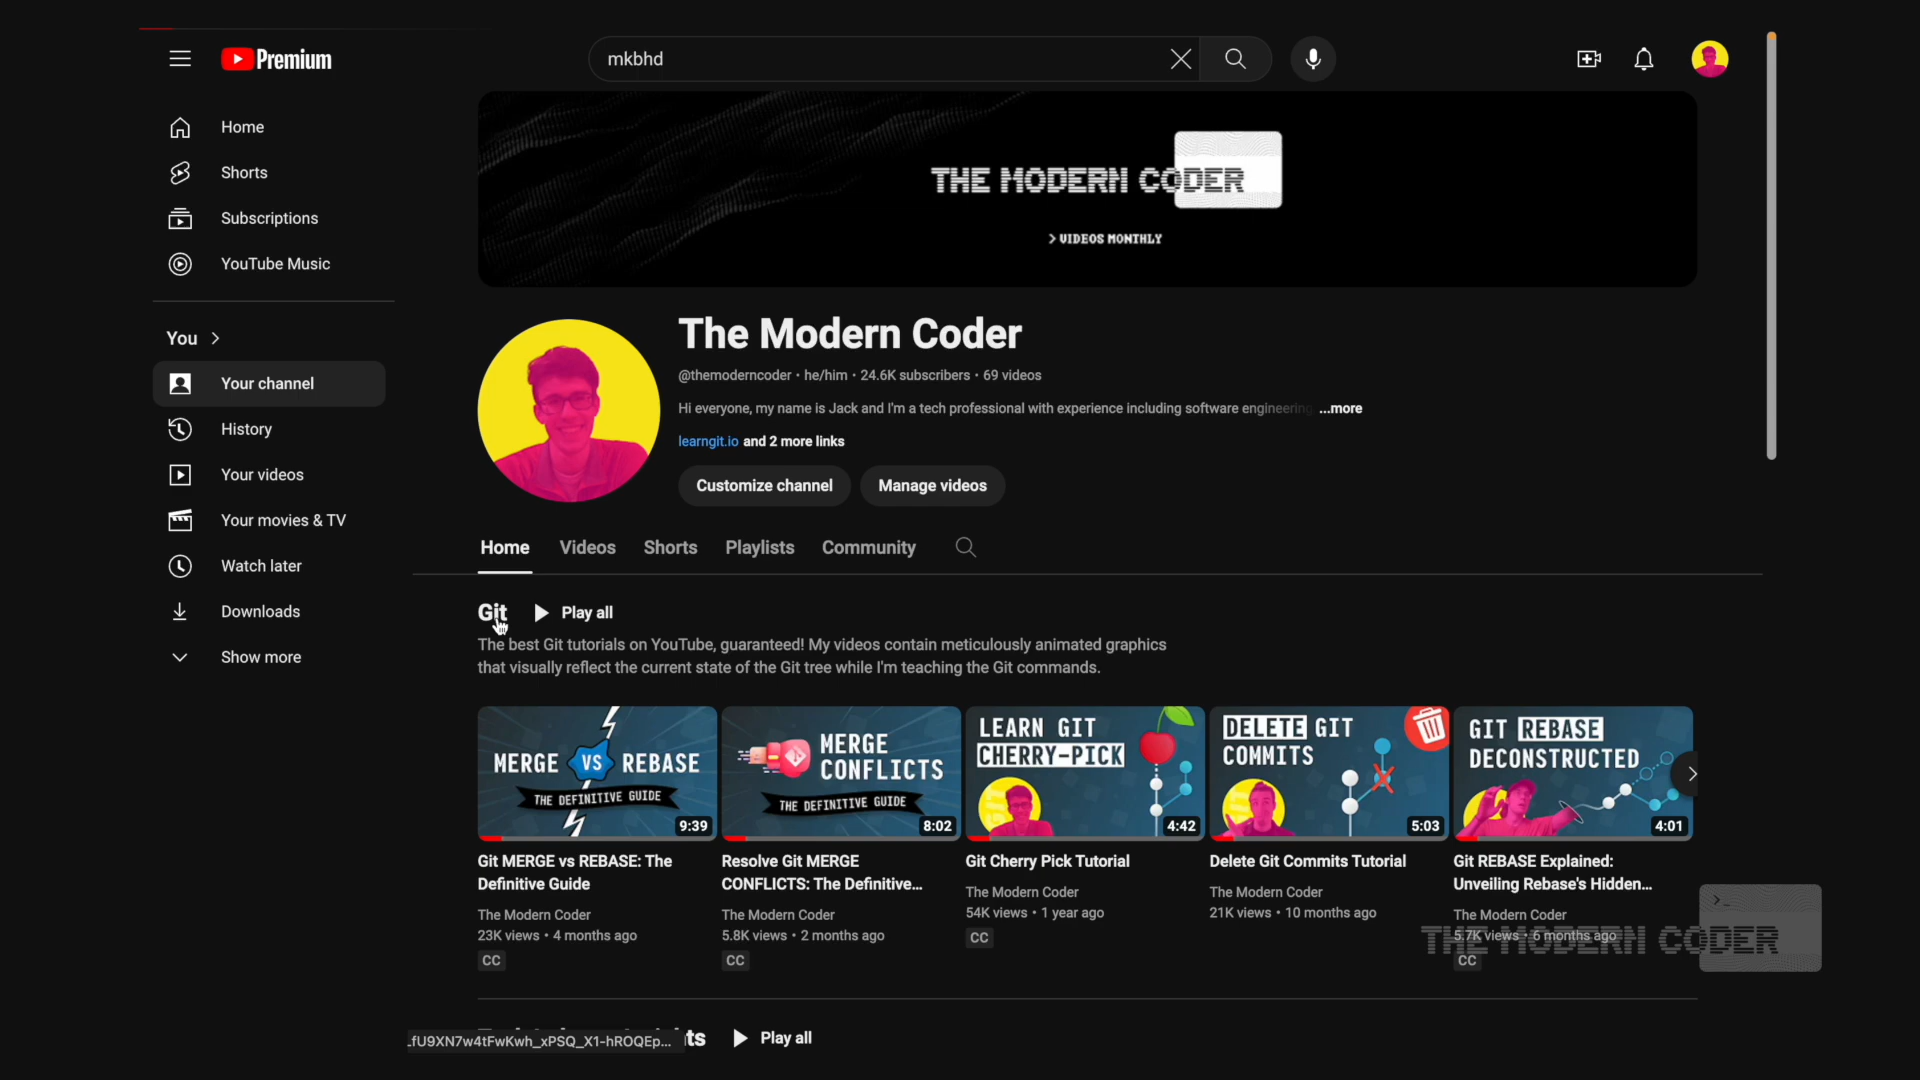 Premium
mkbhd
Home
Shorts
Subscriptions
YouTube Music
You
Your channel
History
Your videos
Your movies & TV
Watch later
Downloads
Show more
THE MODERN CODER
> VIDEOS MONTHLY
The Modern Coder
@themoderncoder • he/him • 24.6K subscribers • 69 videos
Hi everyone, my name is Jack and I'm a tech professional with experience including software engineering ...more
learngit.io and 2 more links
Customize channel Manage videos
Home Videos Shorts Playlists Community
Git Play all
The best Git tutorials on YouTube, guaranteed! My videos contain meticulously animated graphics
that visually reflect the current state of the Git tree while I'm teaching the Git commands.
MERGE VS REBASE
THE DEFINITIVE GUIDE
9:39
Git MERGE vs REBASE: The
Definitive Guide
The Modern Coder
23K views • 4 months ago
CC
MERGE
CONFLICTS
THE DEFINITIVE GUIDE
8:02
Resolve Git MERGE
CONFLICTS: The Definitive...
The Modern Coder
5.8K views • 2 months ago
CC
LEARN GIT
CHERRY-PICK
4:42
Git Cherry Pick Tutorial
The Modern Coder
54K views • 1 year ago
CC
DELETE GIT
COMMITS
5:03
Delete Git Commits Tutorial
The Modern Coder
21K views • 10 months ago
GIT REBASE
DECONSTRUCTED
4:01
Git REBASE Explained:
Unveiling Rebase's Hidden...
The Modern Coder
5.7K views • 6 months ago
CC
>_
THE MODERN CODER
Play all